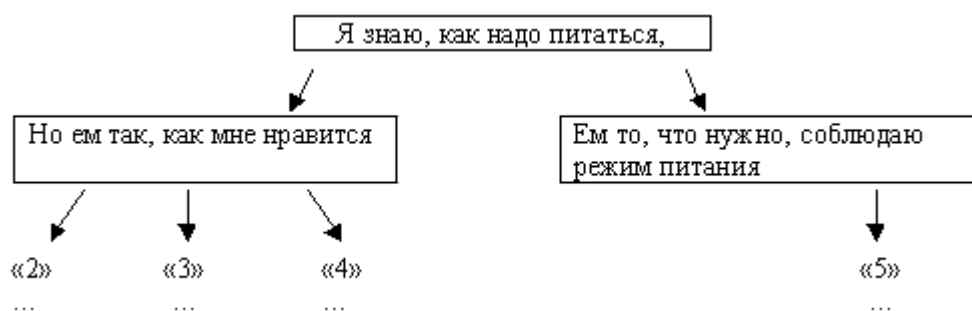 Я знаю, как надо питаться,
Но ем так, как мне нравится
Ем то, что нужно, соблюдаю
режим питания
«2» «3» «4» «5»
... ... ... ...